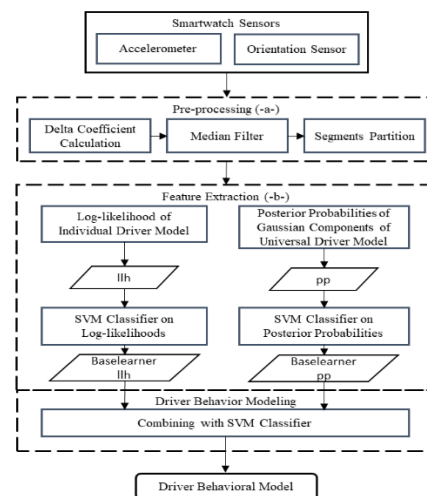 Smartwatch Sensors
Accelerometer
Orientation Sensor
Pre-processing (-a-)
Delta Coefficient
Calculation
Median Filter
Segments Partition
Feature Extraction (-b-)
Log-likelihood of
Individual Driver Model
Posterior Probabilities of
Gaussian Components of
Universal Driver Model
llh
pp
SVM Classifier on
Log-likelihoods
SVM Classifier on
Posterior Probabilities
Baselearner
llh
Baselearner
pp
Driver Behavior Modeling
Combining with SVM Classifier
Driver Behavioral Model